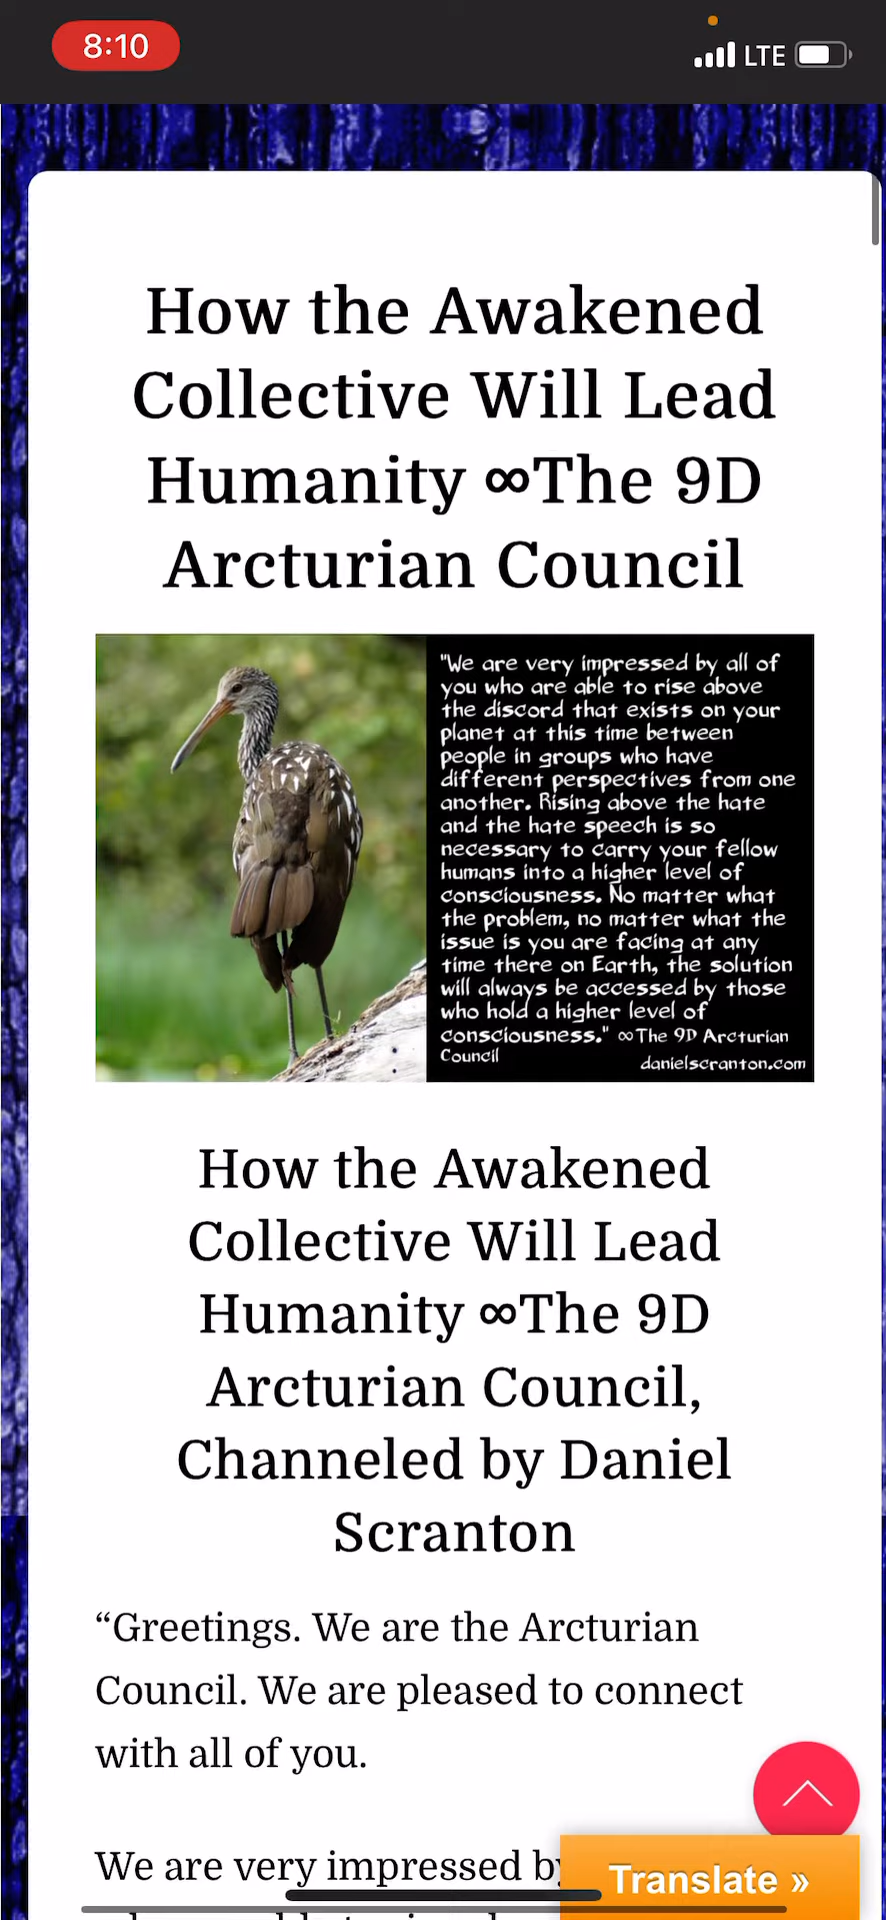 8:10
LTE
How the Awakened
Collective Will Lead
Humanity ∞The 9D
Arcturian Council
"We are very impressed by all of
you who are able to rise above
the discord that exists on your
planet at this time between
people in groups who have
different perspectives from one
another. Rising above the hate
and the hate speech is so
necessary to carry your fellow
humans into a higher level of
consciousness. No matter what
the problem, no matter what the
issue is you are facing at any
time there on Earth, the solution
will always be accessed by those
who hold a higher level of
consciousness." ∞The 9D Arcturian
Council
danielscranton.com
How the Awakened
Collective Will Lead
Humanity ∞The 9D
Arcturian Council,
Channeled by Daniel
Scranton
“Greetings. We are the Arcturian
Council. We are pleased to connect
with all of you.
We are very impressed by
Translate »